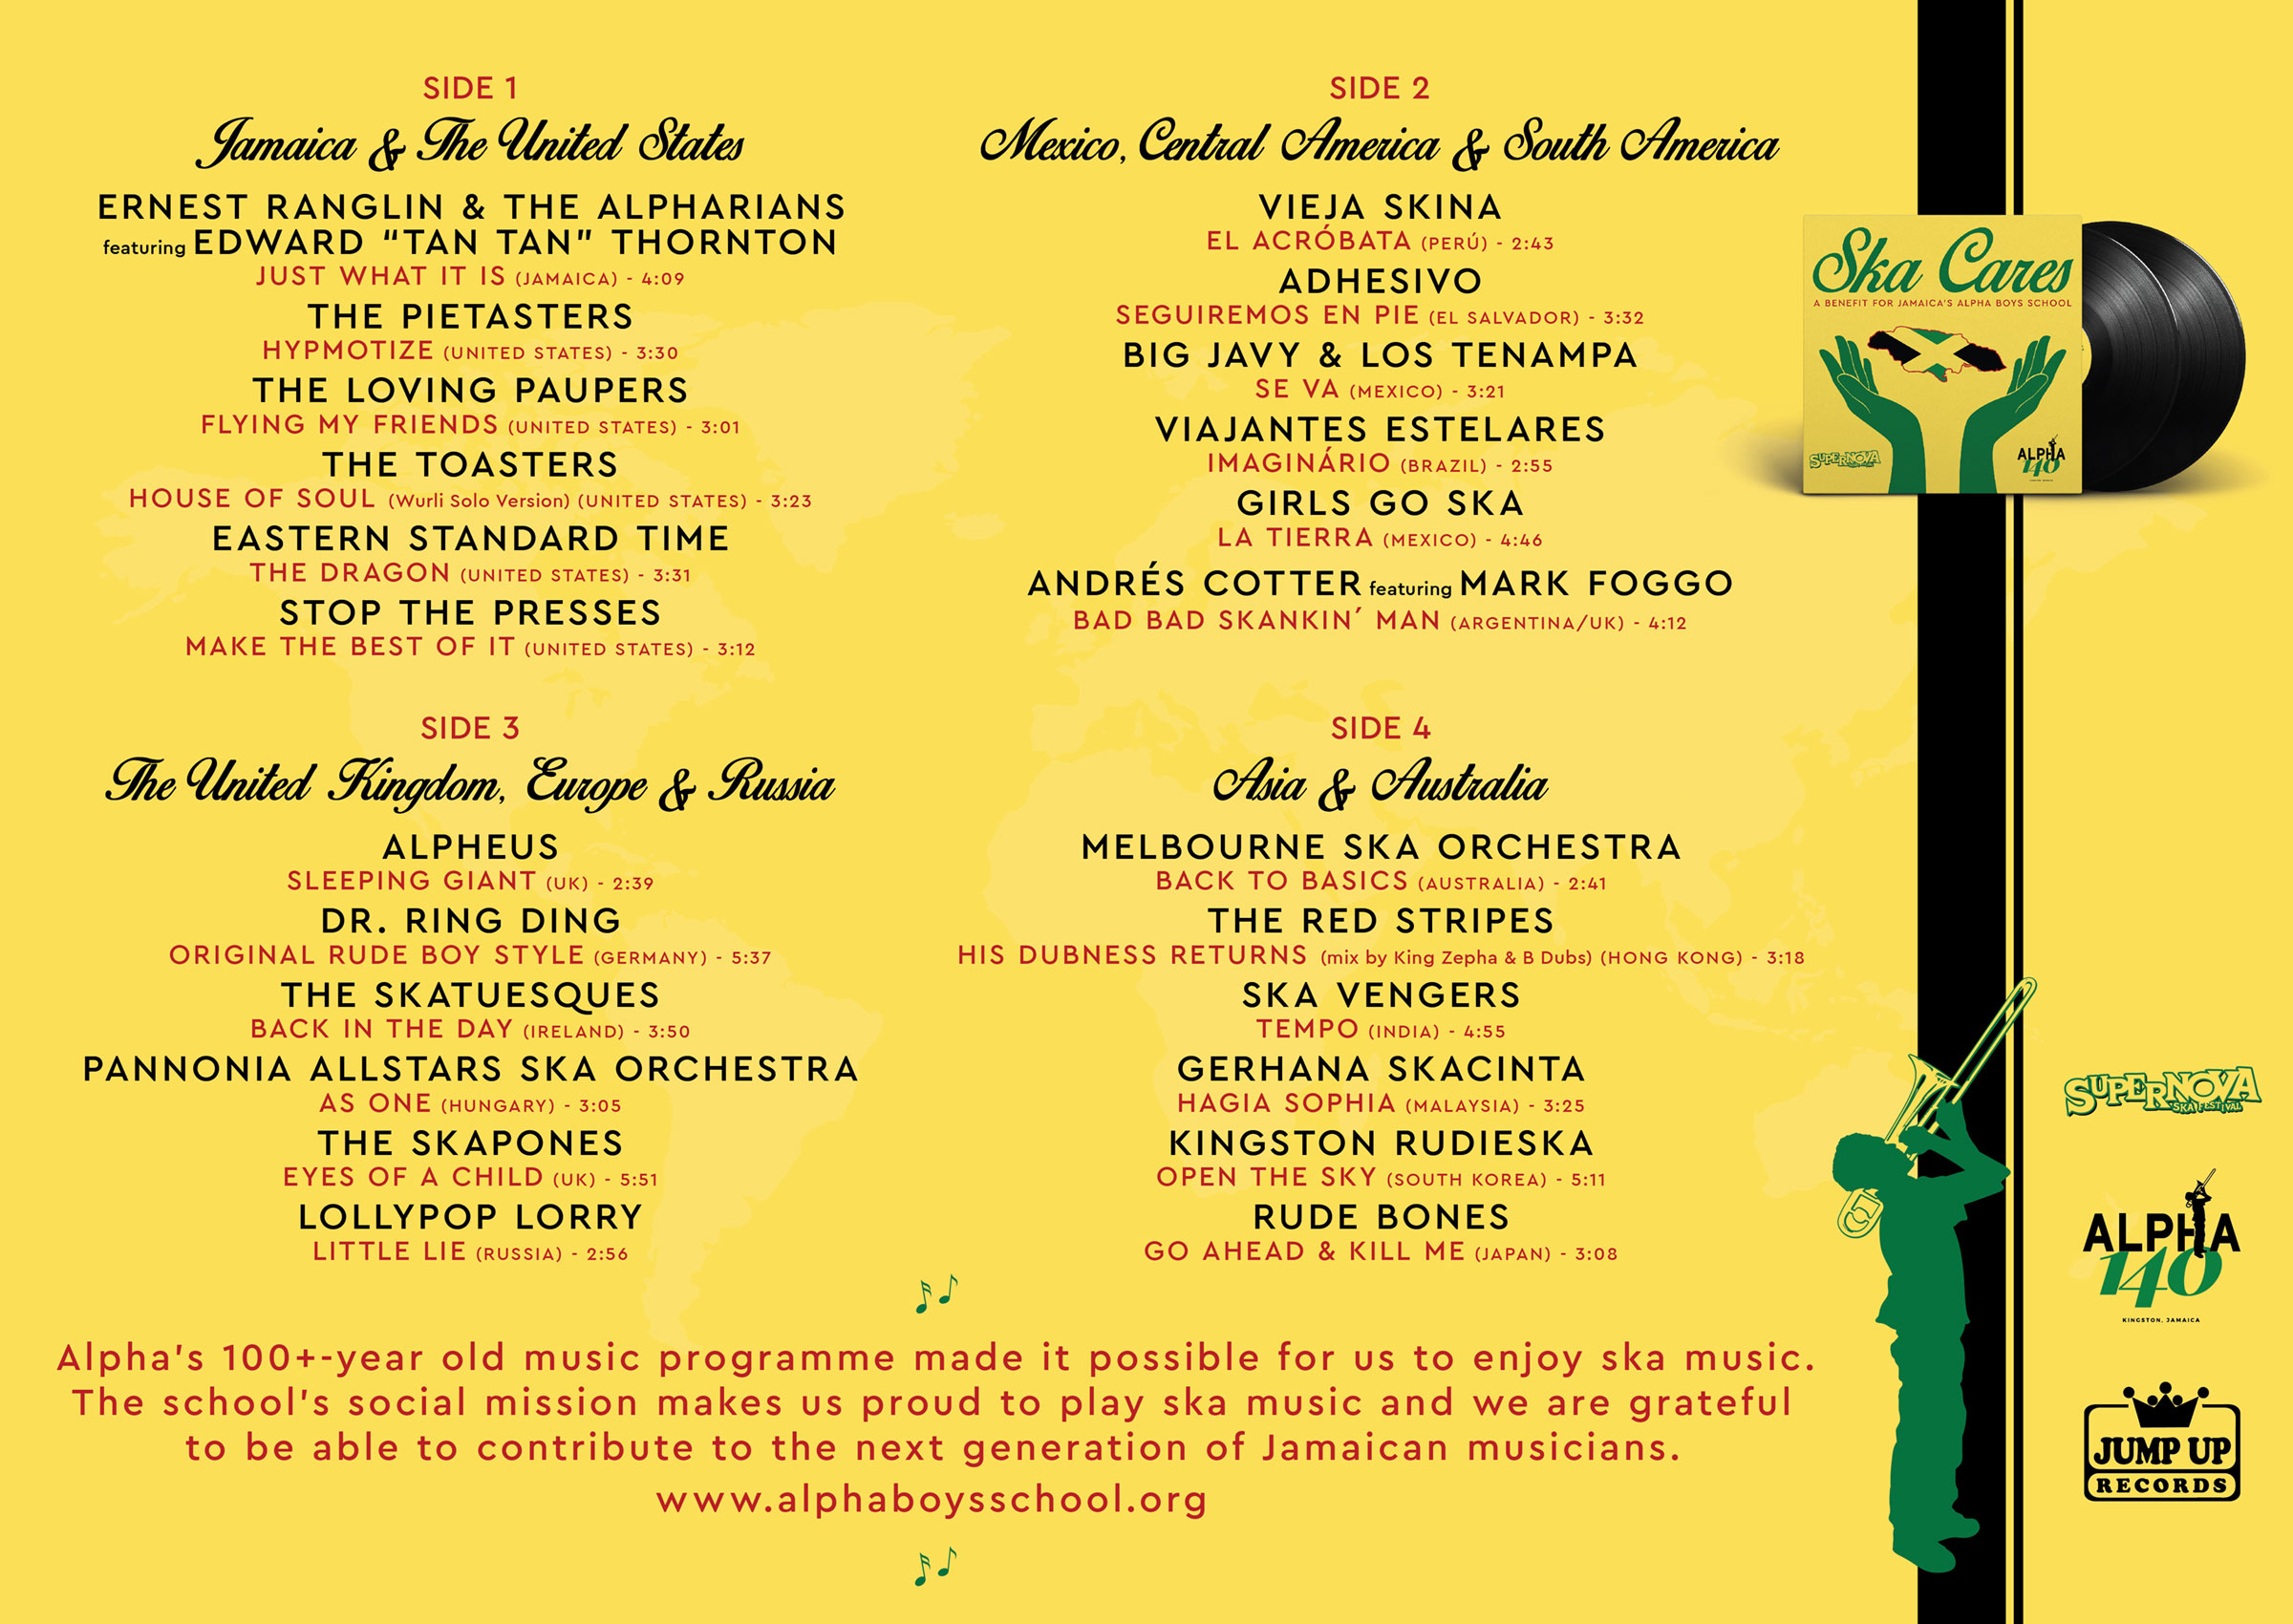 SIDE 1
Jamaica & The United States
ERNEST RANGLIN & THE ALPHARIANS
featuring EDWARD “TAN TAN” THORNTON
JUST WHAT IT IS (JAMAICA) - 4:09
THE PIETASTERS
HYPMOTIZE (UNITED STATES) - 3:30
THE LOVING PAUPERS
FLYING MY FRIENDS (UNITED STATES) - 3:01
THE TOASTERS
HOUSE OF SOUL (Wurli Solo Version) (UNITED STATES) - 3:23
EASTERN STANDARD TIME
THE DRAGON (UNITED STATES) - 3:31
STOP THE PRESSES
MAKE THE BEST OF IT (UNITED STATES) - 3:12
SIDE 2
Mexico, Central America & South America
VIEJA SKINA
EL ACRÓBATA (PERÚ) - 2:43
ADHESIVO
SEGUIREMOS EN PIE (EL SALVADOR) - 3:32
BIG JAVY & LOS TENAMPA
SE VA (MEXICO) - 3:21
VIAJANTES ESTELARES
IMAGINÁRIO (BRAZIL) - 2:55
GIRLS GO SKA
LA TIERRA (MEXICO) - 4:46
ANDRÉS COTTER featuring MARK FOGGO
BAD BAD SKANKIN´ MAN (ARGENTINA/UK) - 4:12
SIDE 3
The United Kingdom, Europe & Russia
ALPHEUS
SLEEPING GIANT (UK) - 2:39
DR. RING DING
ORIGINAL RUDE BOY STYLE (GERMANY) - 5:37
THE SKATUESQUES
BACK IN THE DAY (IRELAND) - 3:50
PANNONIA ALLSTARS SKA ORCHESTRA
AS ONE (HUNGARY) - 3:05
THE SKAPONES
EYES OF A CHILD (UK) - 5:51
LOLLYPOP LORRY
LITTLE LIE (RUSSIA) - 2:56
SIDE 4
Asia & Australia
MELBOURNE SKA ORCHESTRA
BACK TO BASICS (AUSTRALIA) - 2:41
THE RED STRIPES
HIS DUBNESS RETURNS (mix by King Zepha & B Dubs) (HONG KONG) - 3:18
SKA VENGERS
TEMPO (INDIA) - 4:55
GERHANA SKACINTA
HAGIA SOPHIA (MALAYSIA) - 3:25
KINGSTON RUDIESKA
OPEN THE SKY (SOUTH KOREA) - 5:11
RUDE BONES
GO AHEAD & KILL ME (JAPAN) - 3:08
Alpha's 100+-year old music programme made it possible for us to enjoy ska music.
The school's social mission makes us proud to play ska music and we are grateful
to be able to contribute to the next generation of Jamaican musicians.
www.alphaboysschool.org
Ska Cares
A BENEFIT FOR JAMAICA'S ALPHA BOYS SCHOOL
SUPERNOVA
ALPHA
140
SUPERNOVA
SKA FESTIVAL
ALPHA
140
KINGSTON, JAMAICA
JUMP UP
RECORDS